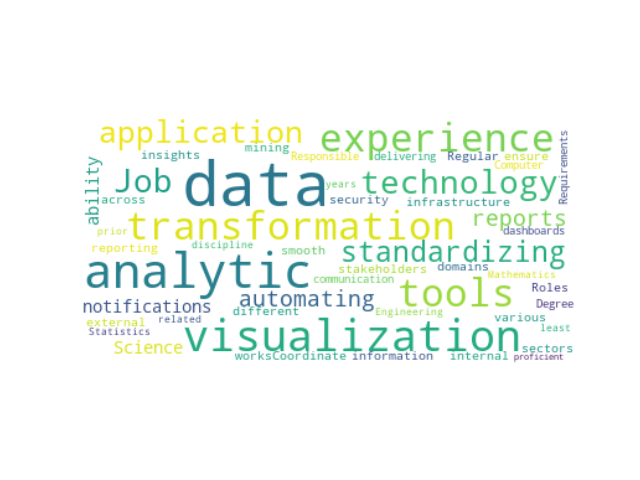 application
experience
mining
insights
Responsible
delivering
Regular
ensure
Requirements
ability
Job
data
years
technology
Computer
across
security
infrastructure
transformation
reports
prior
dashboards
reporting
discipline
smooth
standardizing
analytic
stakeholders
domains
communication
tools
Mathematics
Roles
notifications
automating
Degree
different
Engineering
external
related
visualization
various
Statistics
least
Science
worksCoordinate
information
internal
sectors
proficient